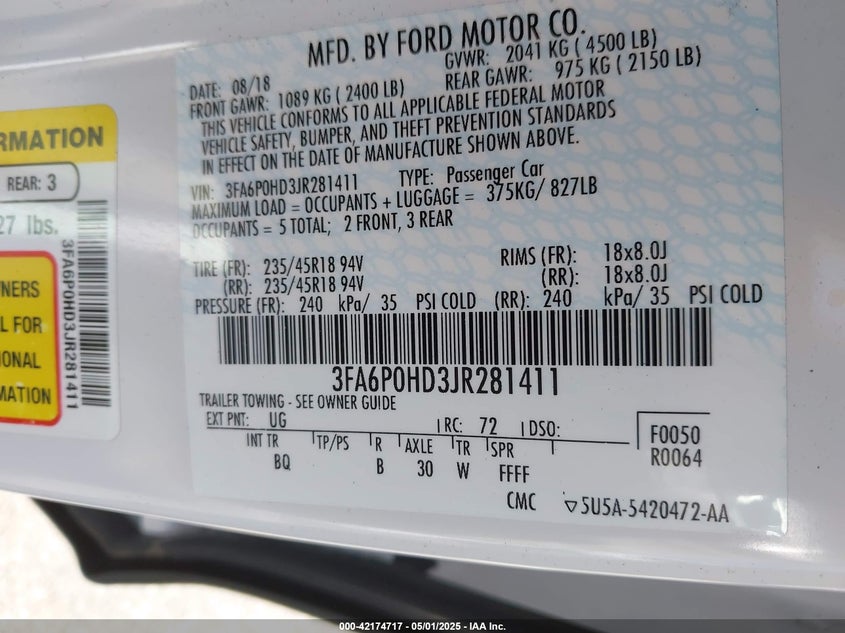 MFD. BY FORD MOTOR CO.
DATE: 08/18 GVWR: 2041 KG ( 4500 LB)
FRONT GAWR: 1089 KG ( 2400 LB) REAR GAWR: 975 KG ( 2150 LB)
THIS VEHICLE CONFORMS TO ALL APPLICABLE FEDERAL MOTOR
VEHICLE SAFETY, BUMPER, AND THEFT PREVENTION STANDARDS
IN EFFECT ON THE DATE OF MANUFACTURE SHOWN ABOVE.
VIN: 3FA6P0HD3JR281411 TYPE: Passenger Car
MAXIMUM LOAD = OCCUPANTS + LUGGAGE = 375KG/ 827LB
OCCUPANTS = 5 TOTAL; 2 FRONT, 3 REAR
TIRE (FR): 235/45R18 94V RIMS (FR): 18x8.0J
(RR): 235/45R18 94V (RR): 18x8.0J
PRESSURE (FR): 240 kPa/ 35 PSI COLD (RR): 240 kPa/ 35 PSI COLD
3FA6P0HD3JR281411
TRAILER TOWING - SEE OWNER GUIDE
EXT PNT: UG RC: 72 DSO:
INT TR TP/PS R AXLE TR SPR
BQ B 30 W FFFF
F0050
R0064
CMC ▽5U5A-5420472-AA
RMATION
REAR: 3
27 lbs.
3FA6P0HD3JR281411
NERS
L FOR
IONAL
MATION
000-42174717 - 05/01/2025 - IAA Inc.